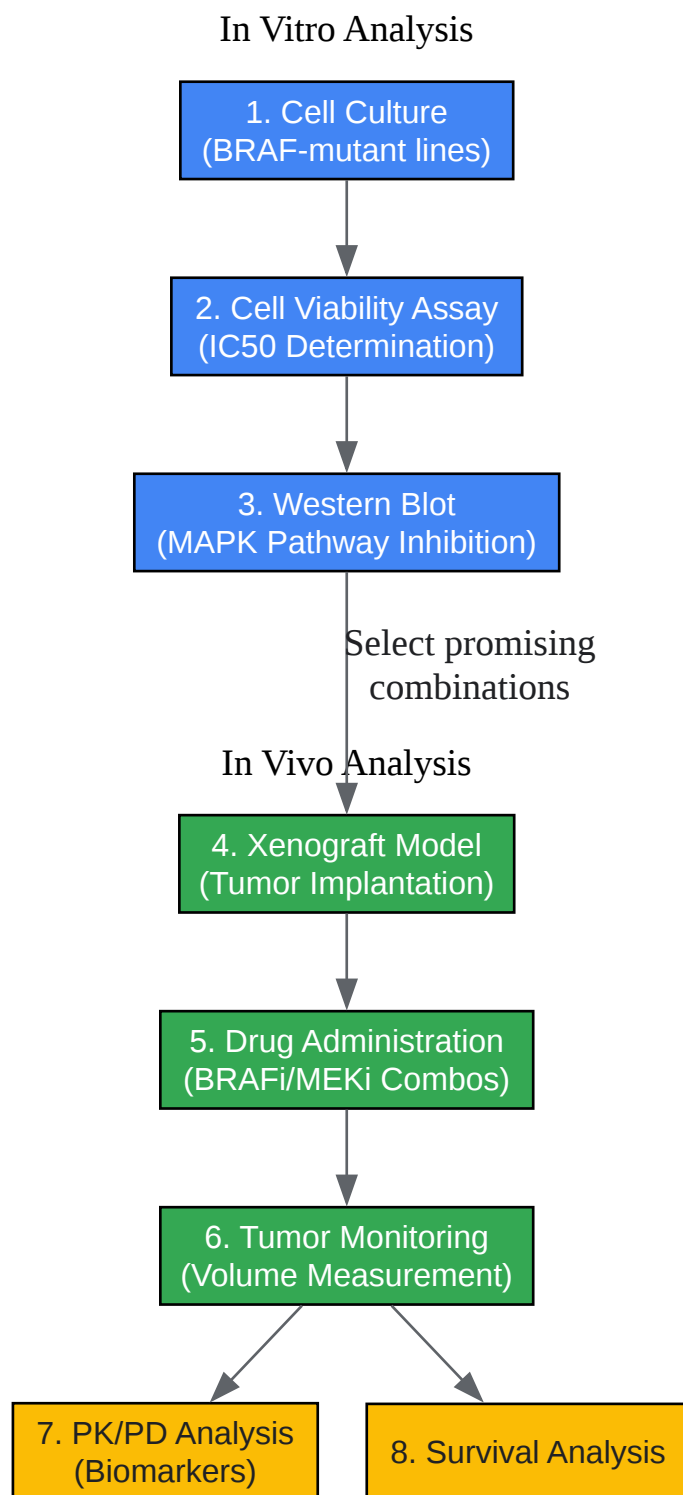 In Vitro Analysis
1. Cell Culture
(BRAF-mutant lines)
2. Cell Viability Assay
(IC50 Determination)
3. Western Blot
(MAPK Pathway Inhibition)
Select promising
combinations
In Vivo Analysis
4. Xenograft Model
(Tumor Implantation)
5. Drug Administration
(BRAFi/MEKi Combos)
6. Tumor Monitoring
(Volume Measurement)
7. PK/PD Analysis
(Biomarkers)
8. Survival Analysis